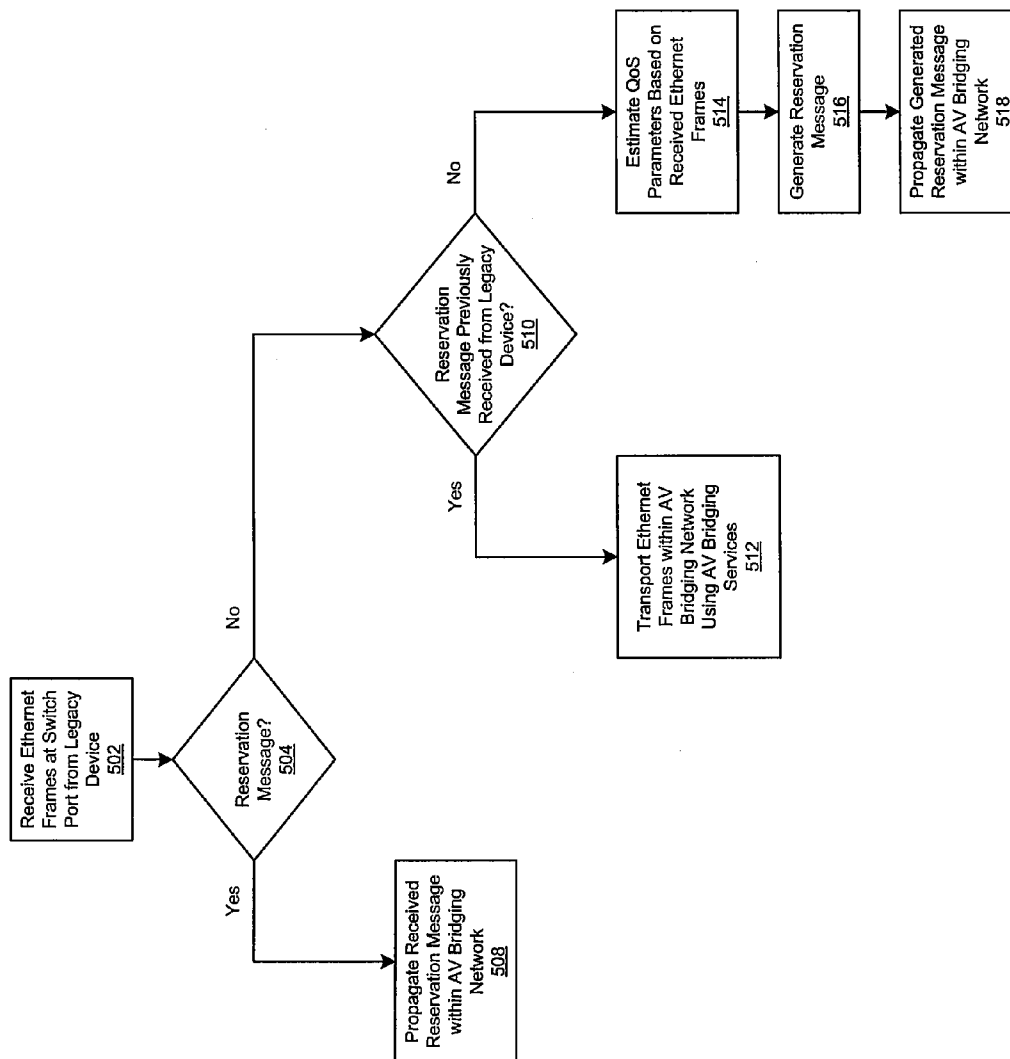 Receive Ethernet
Frames at Switch
Port from Legacy
Device
502
Reservation
Message?
504
Yes
No
Propagate Received
Reservation Message
within AV Bridging
Network
508
Reservation
Message Previously
Received from Legacy
Device?
510
Yes
No
Transport Ethernet
Frames within AV
Bridging Network
Using AV Bridging
Services
512
Estimate QoS
Parameters Based on
Received Ethernet
Frames
514
Generate Reservation
Message
516
Propagate Generated
Reservation Message
within AV Bridging
Network
518